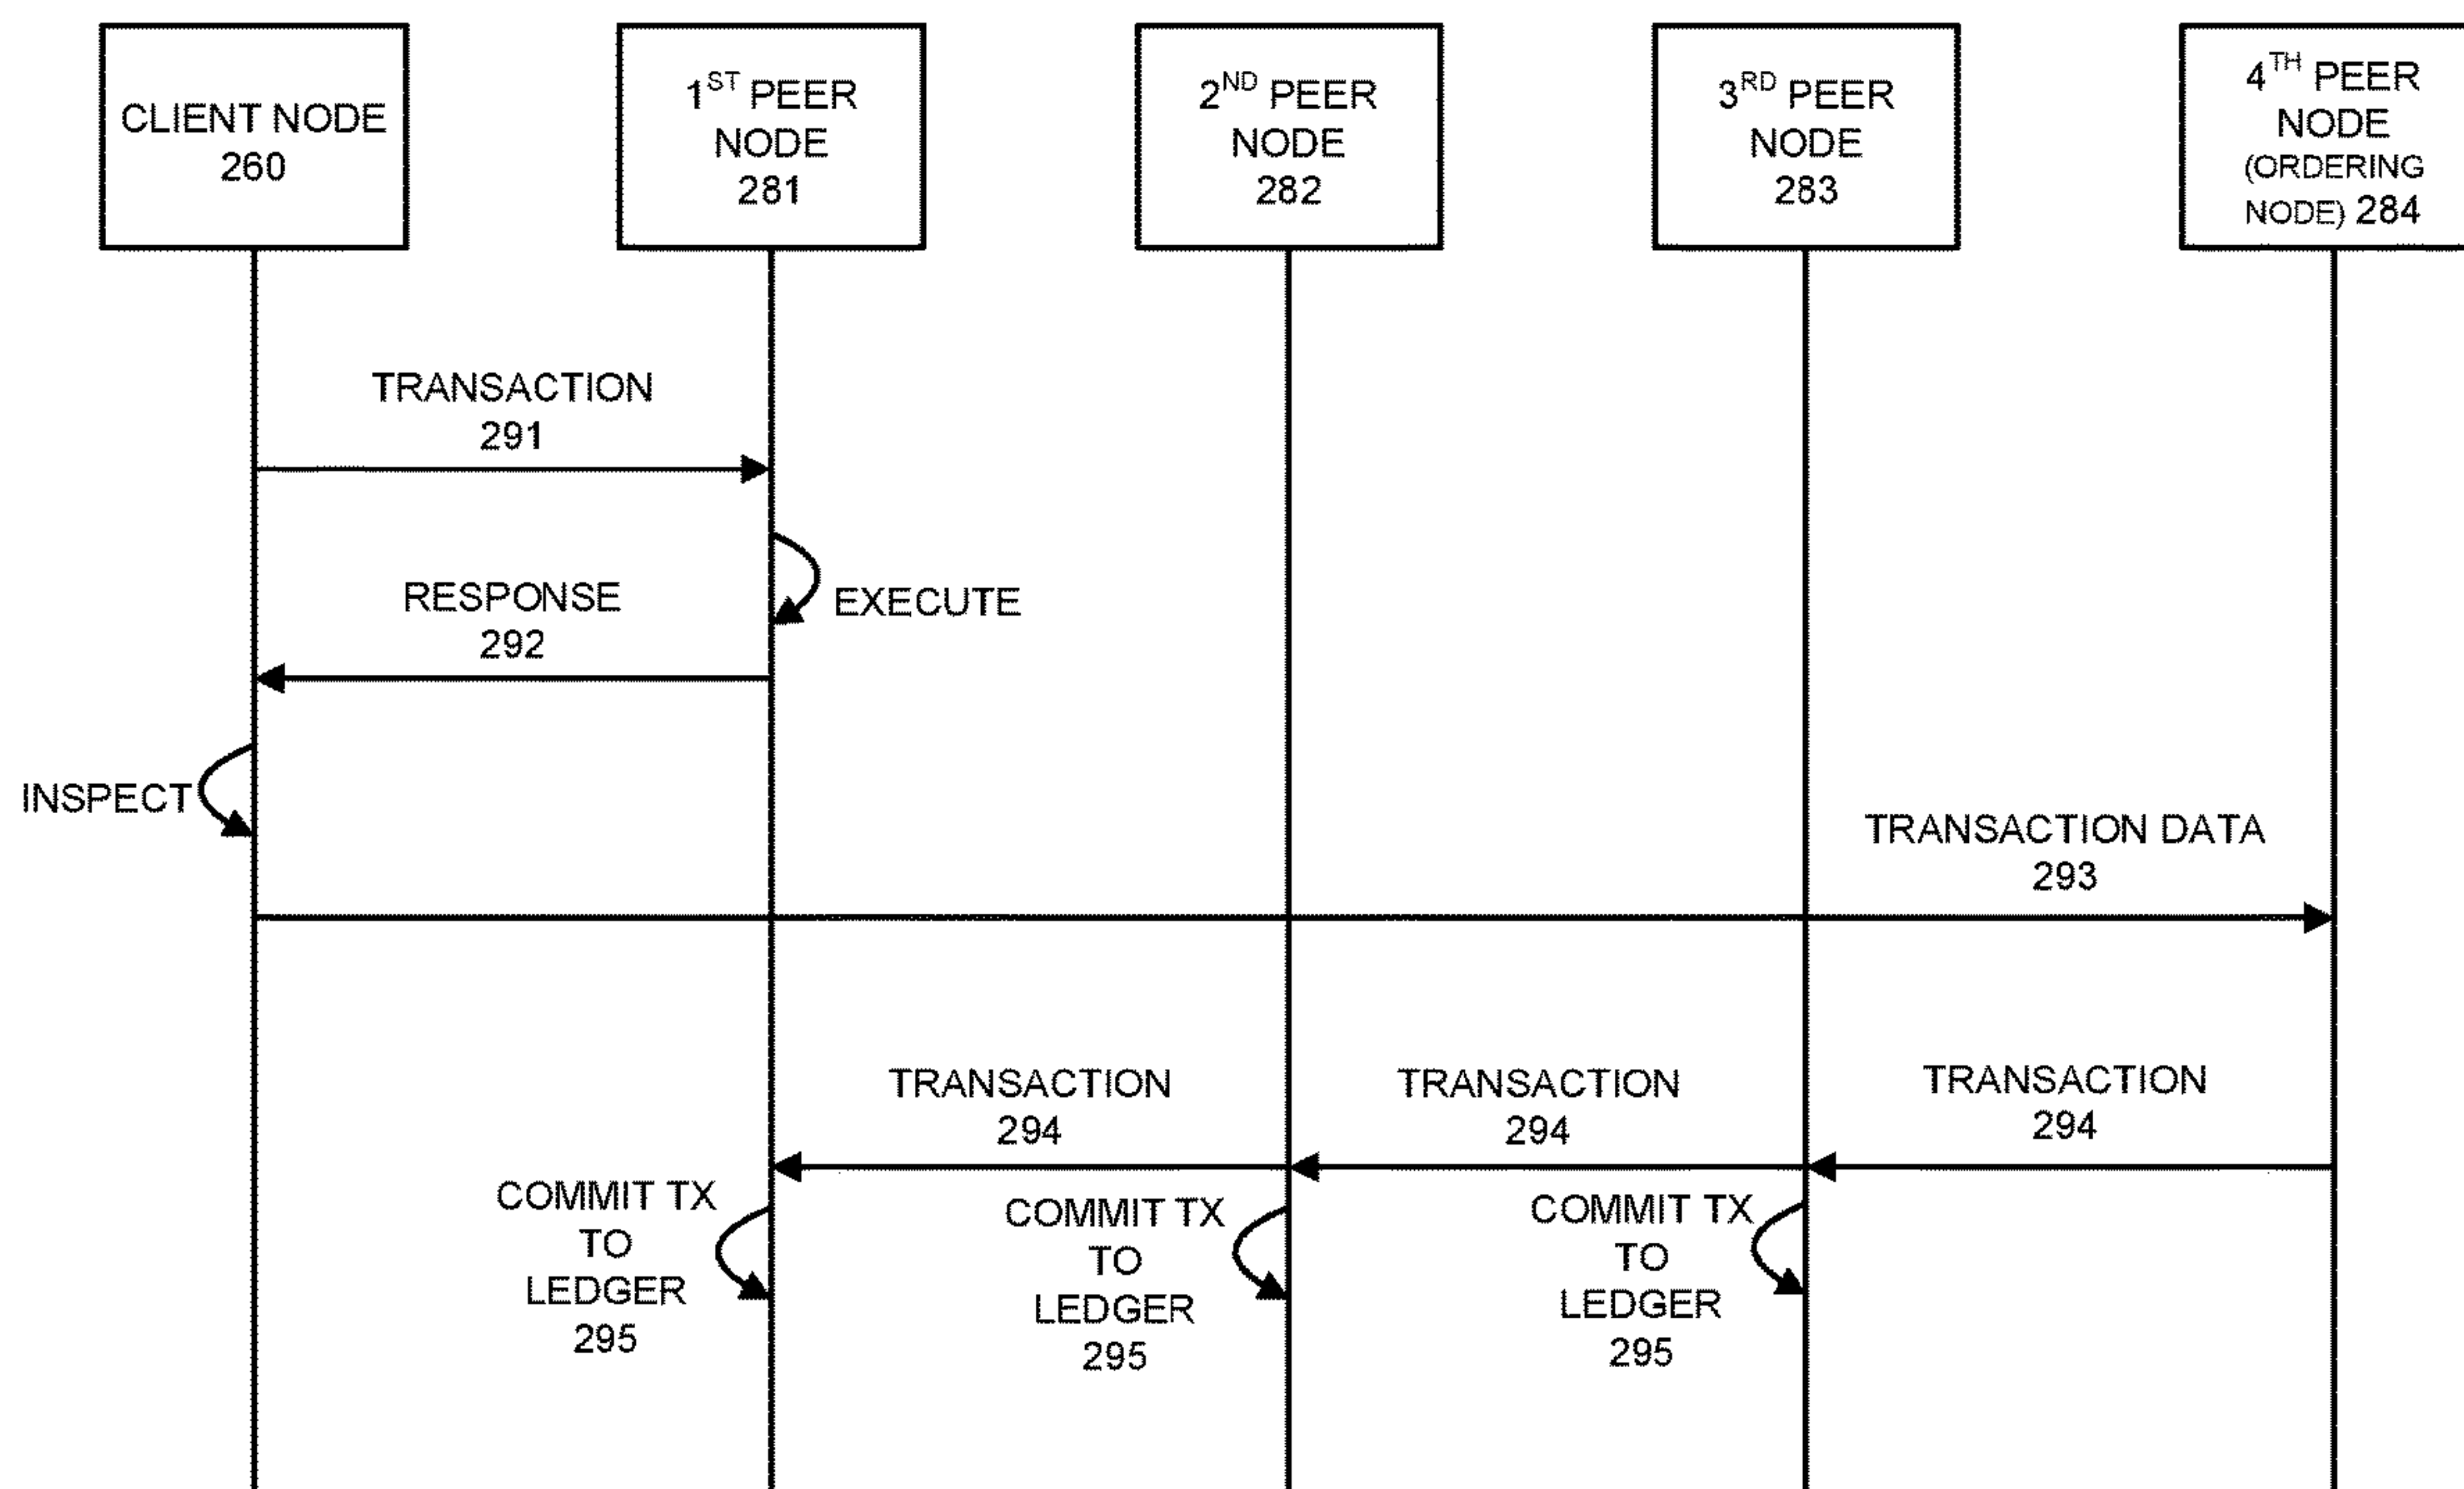 CLIENT NODE
260
1ST PEER
NODE
281
2ND PEER
NODE
282
3RD PEER
NODE
283
4TH PEER
NODE
(ORDERING
NODE) 284
TRANSACTION
291
EXECUTE
RESPONSE
292
INSPECT
TRANSACTION DATA
293
TRANSACTION
294
TRANSACTION
294
TRANSACTION
294
COMMIT TX
TO
LEDGER
295
COMMIT TX
TO
LEDGER
295
COMMIT TX
TO
LEDGER
295